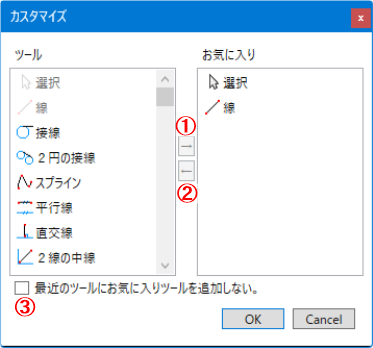 カスタマイズ
x
ツール
お気に入り
選択
線
接線
2円の接線
スプライン
平行線
直交線
2線の中線
選択
線
①
→
←
②
最近のツールにお気に入りツールを追加しない。
③
OK
Cancel